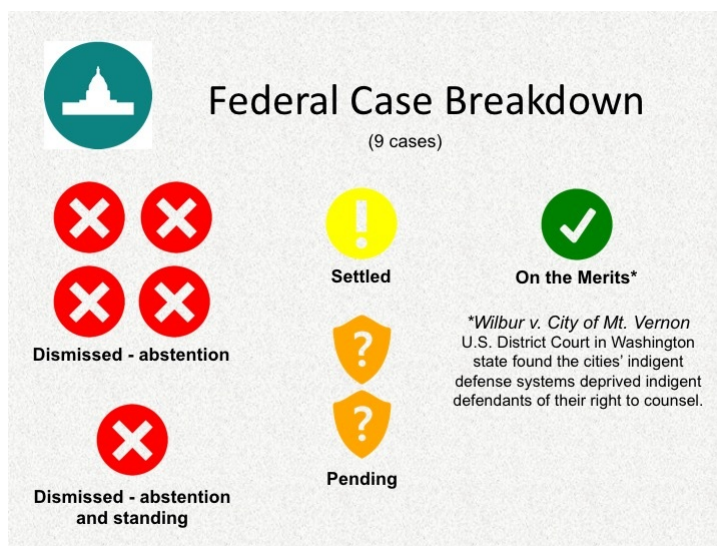 Federal Case Breakdown
(9 cases)
Dismissed - abstention
Dismissed - abstention
and standing
!
Settled
?
?
Pending
On the Merits*
*Wilbur v. City of Mt. Vernon
U.S. District Court in Washington
state found the cities' indigent
defense systems deprived indigent
defendants of their right to counsel.